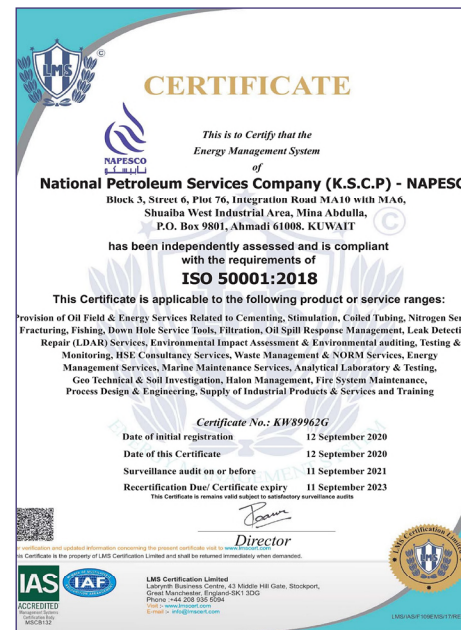 LMS
©
CERTIFICATE
NAPESCO
نابيسكو
This is to Certify that the
Energy Management System
of
National Petroleum Services Company (K.S.C.P) - NAPESC
Block 3, Street 6, Plot 76, Integration Road MA10 with MA6,
Shuaiba West Industrial Area, Mina Abdulla,
P.O. Box 9801, Ahmadi 61008. KUWAIT
has been independently assessed and is compliant
with the requirements of
ISO 50001:2018
This Certificate is applicable to the following product or service ranges:
Provision of Oil Field & Energy Services Related to Cementing, Stimulation, Coiled Tubing, Nitrogen Ser
Fracturing, Fishing, Down Hole Service Tools, Filtration, Oil Spill Response Management, Leak Detecti
Repair (LDAR) Services, Environmental Impact Assessment & Environmental auditing, Testing &
Monitoring, HSE Consultancy Services, Waste Management & NORM Services, Energy
Management Services, Marine Maintenance Services, Analytical Laboratory & Testing,
Geo Technical & Soil Investigation, Halon Management, Fire System Maintenance,
Process Design & Engineering, Supply of Industrial Products & Services and Training
Certificate No.: KW89962G
Date of initial registration 12 September 2020
Date of this Certificate 12 September 2020
Surveillance audit on or before 11 September 2021
Recertification Due/ Certificate expiry 11 September 2023
This Certificate is remains valid subject to satisfactory surveillance audits
Director
verification and updated information concerning the present certificate visit to www.lmscert.com
is Certificate is the property of LMS Certification Limited and shall be returned immediately when demanded.
IAS
ACCREDITED
Management Systems
Certification Body
MSCB132
IAF
LMS Certification Limited
Labrynth Business Centre, 43 Middle Hill Gate, Stockport,
Great Manchester, England-SK1 3DG
Phone :+44 208 935 5094
Visit :- www.lmscert.com
E-mail :- info@lmscert.com
LMS Certification Limited
LMS